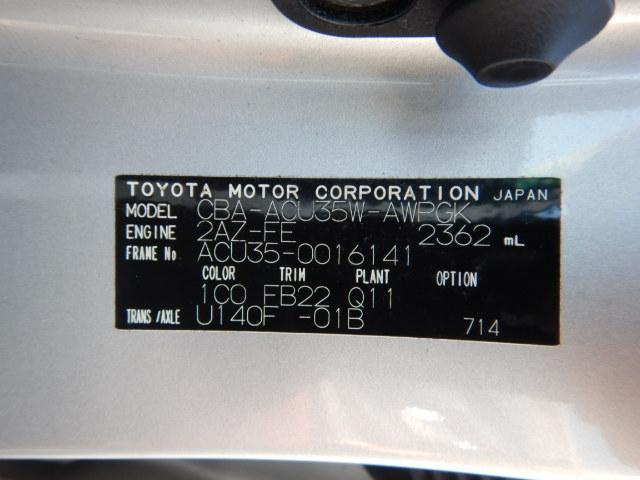 TOYOTA MOTOR CORPORATION JAPAN
MODEL CBA-ACU35W-AWPGK
ENGINE 2AZ-FE 2362 mL
FRAME No ACU35-0016141
COLOR TRIM PLANT OPTION
1C0 FB22 Q11
TRANS/AXLE U140F -01B 714